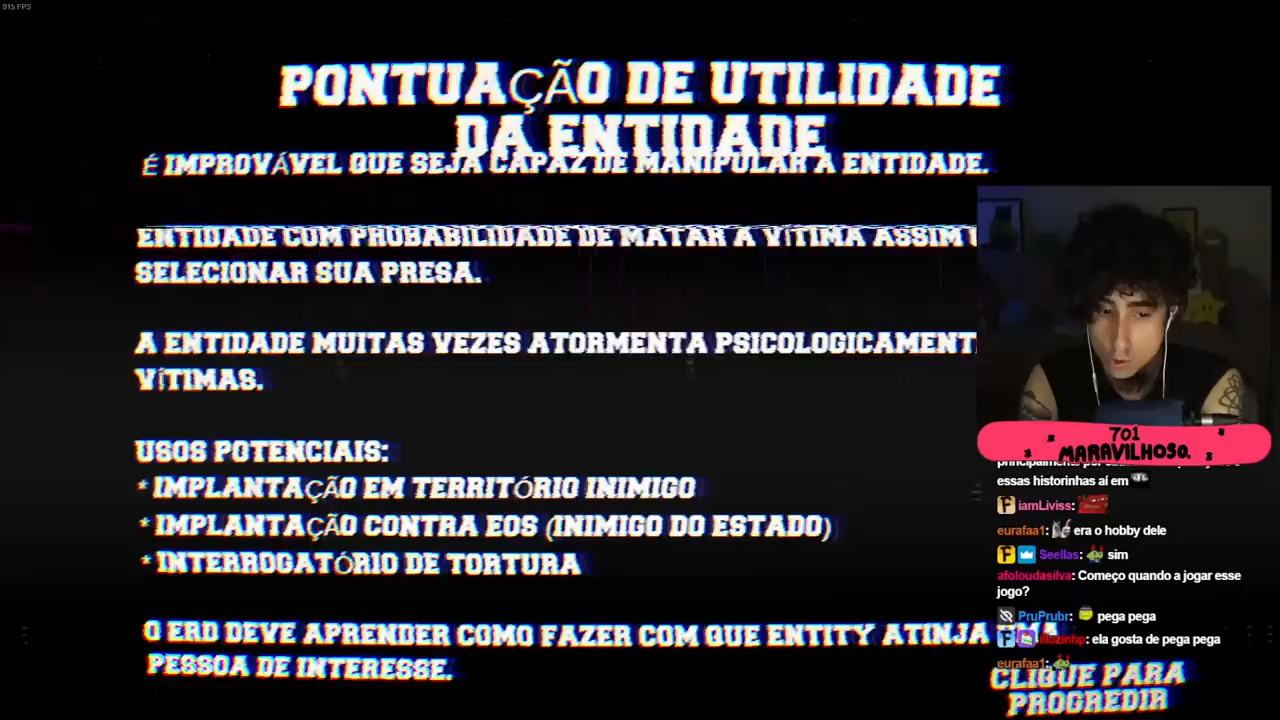 915 FPS
PONTUAÇÃO DE UTILIDADE
DA ENTIDADE
É IMPROVÁVEL QUE SEJA CAPAZ DE MANIPULAR A ENTIDADE.
ENTIDADE COM PROBABILIDADE DE MATAR A VÍTIMA ASSIM
SELECIONAR SUA PRESA.
A ENTIDADE MUITAS VEZES ATORMENTA PSICOLOGICAMENT
VÍTIMAS.
USOS POTENCIAIS:
* IMPLANTAÇÃO EM TERRITÓRIO INIMIGO
* IMPLANTAÇÃO CONTRA EOS (INIMIGO DO ESTADO)
* INTERROGATÓRIO DE TORTURA
O ERD DEVE APRENDER COMO FAZER COM QUE ENTITY ATINJA
PESSOA DE INTERESSE.
CLIQUE PARA
PROGREDIR
701
MARAVILHOSO.
essas historinhas aí em
iamLiviss:
eurafaa1: era o hobby dele
Seellas: sim
afoloudasilva: Começo quando a jogar esse
jogo?
PruPrubr: pega pega
: ela gosta de pega pega
eurafaa1: